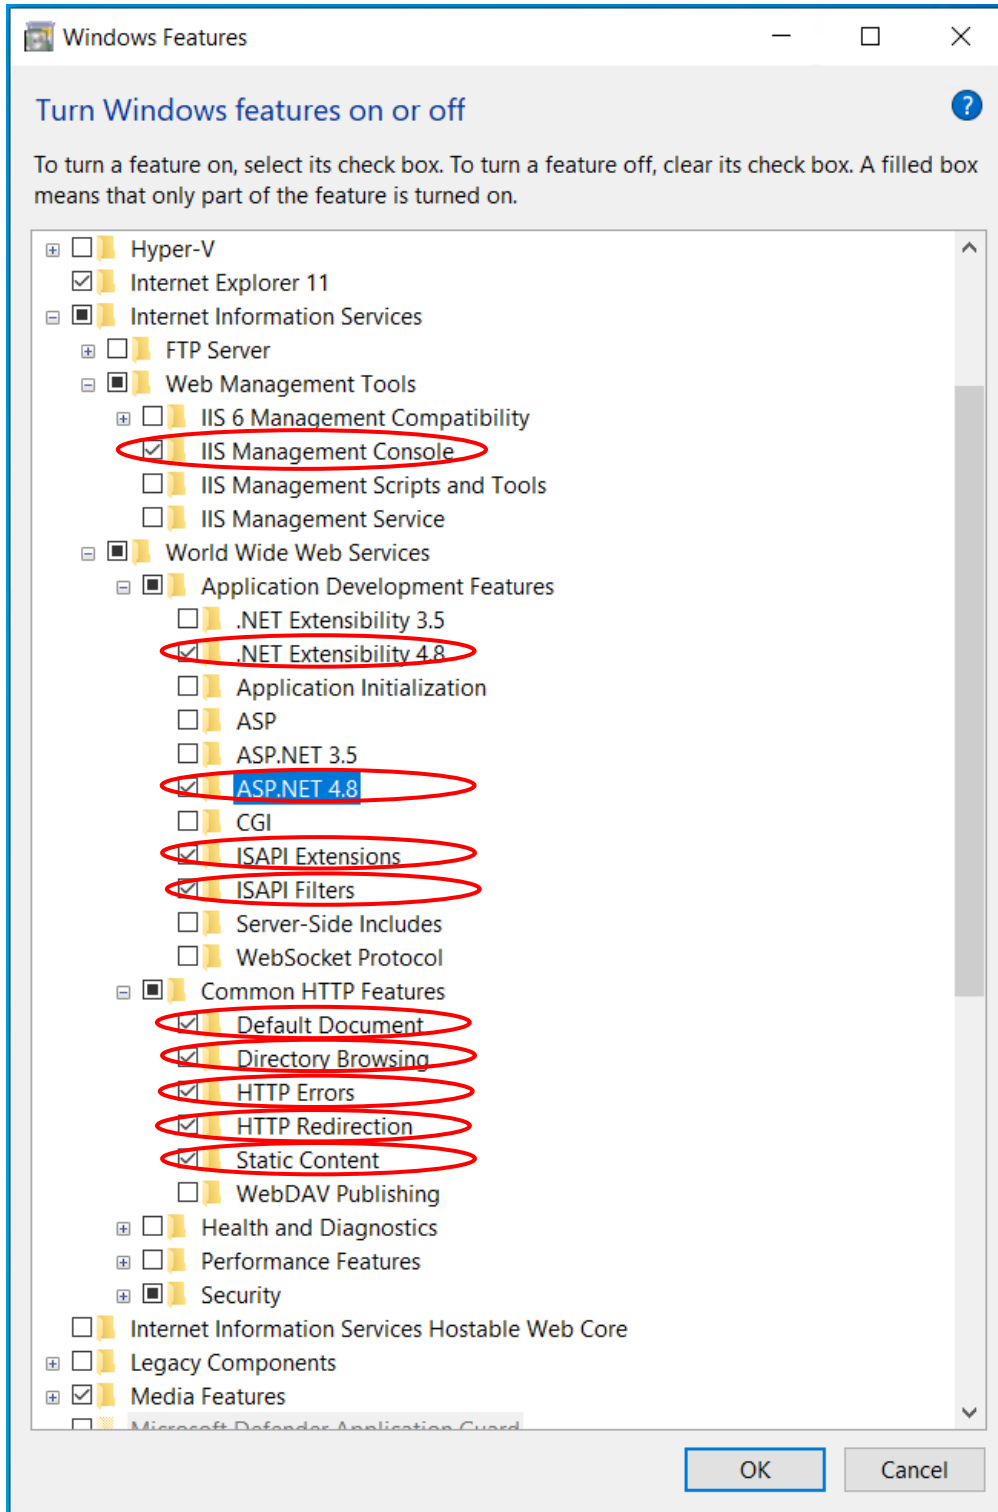 Windows Features
Turn Windows features on or off
?
To turn a feature on, select its check box. To turn a feature off, clear its check box. A filled box
means that only part of the feature is turned on.
Hyper-V
Internet Explorer 11
Internet Information Services
FTP Server
Web Management Tools
IIS 6 Management Compatibility
IIS Management Console
IIS Management Scripts and Tools
IIS Management Service
World Wide Web Services
Application Development Features
.NET Extensibility 3.5
.NET Extensibility 4.8
Application Initialization
ASP
ASP.NET 3.5
ASP.NET 4.8
CGI
ISAPI Extensions
ISAPI Filters
Server-Side Includes
WebSocket Protocol
Common HTTP Features
Default Document
Directory Browsing
HTTP Errors
HTTP Redirection
Static Content
WebDAV Publishing
Health and Diagnostics
Performance Features
Security
Internet Information Services Hostable Web Core
Legacy Components
Media Features
Microsoft Defender Application Guard
OK Cancel